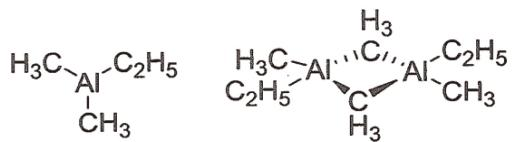 H₃C Al C₂H₅
CH₃
H₃C C₂H₅ Al C H₃ C H₃ Al C₂H₅ CH₃